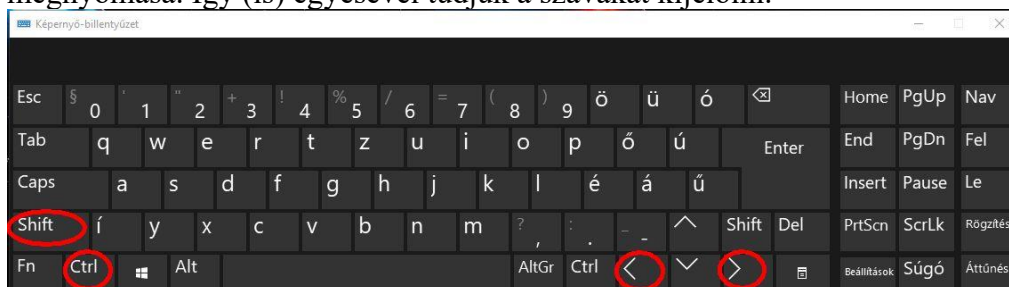 megnyomása. Így (is) egyesével tudjuk a szavakat kijelölni.
Képernyő-billentyűzet
Esc § 0 ' 1 " 2 + 3 ! 4 % 5 / 6 = 7 ( 8 ) 9 ö ü ó Home PgUp Nav
Tab q w e r t z u i o p ő ú Enter End PgDn Fel
Caps a s d f g h j k l é á ű Insert Pause Le
Shift í y x c v b n m ? , : . _ - Shift Del PrtScn ScrLk Rögzítés
Fn Ctrl Alt AltGr Ctrl Beállítások Súgó Áttűnés